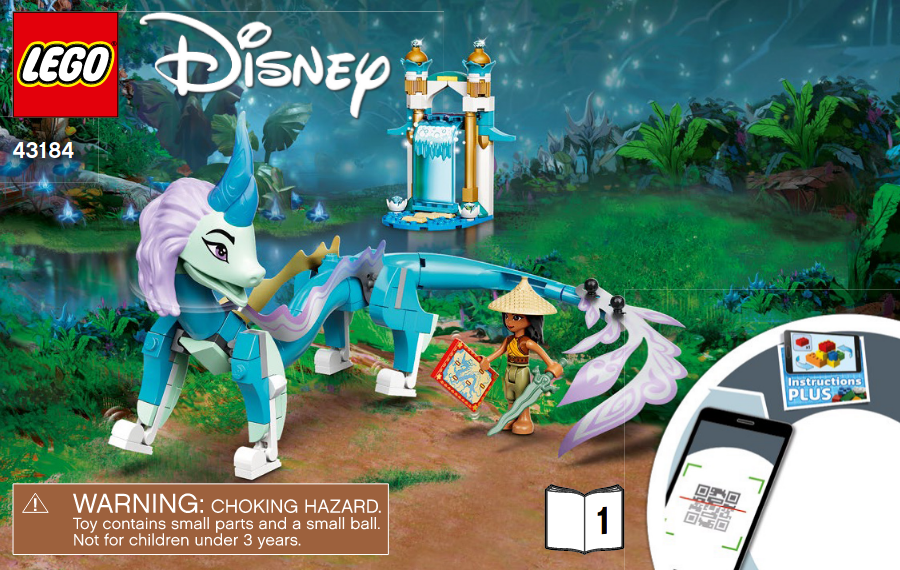 LEGO
DISNEY
43184
Instructions
PLUS
WARNING: CHOKING HAZARD.
Toy contains small parts and a small ball.
Not for children under 3 years.
1